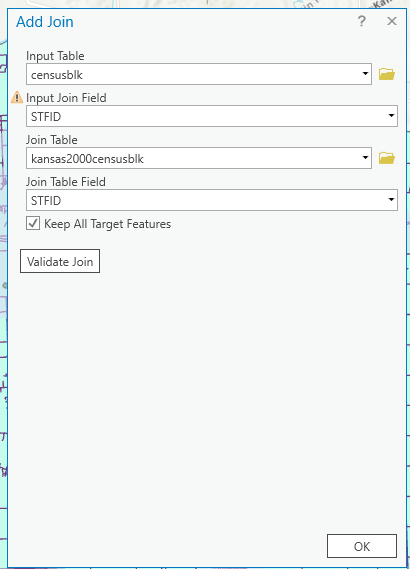 Add Join
?
Input Table
censusblk
Input Join Field
STFID
Join Table
kansas2000censusblk
Join Table Field
STFID
Keep All Target Features
Validate Join
OK